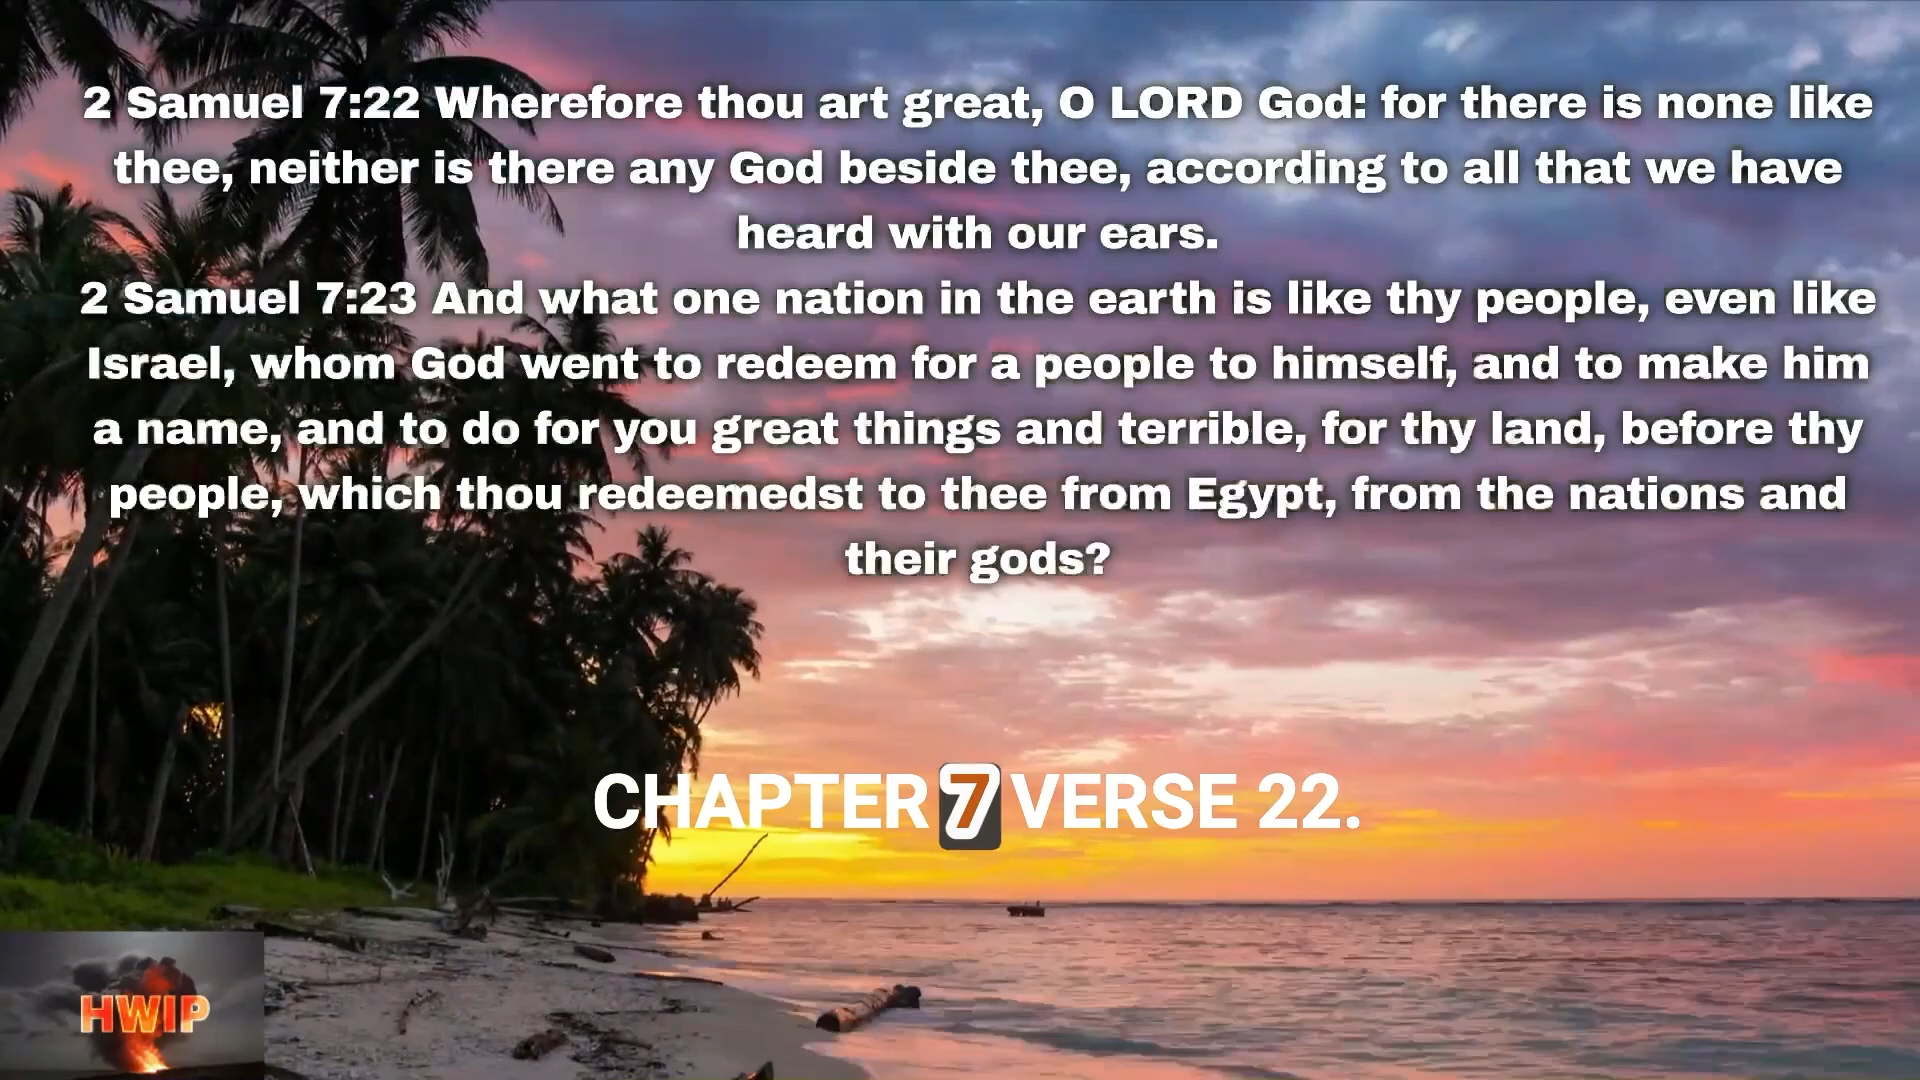 2 Samuel 7:22 Wherefore thou art great, O LORD God: for there is none like
thee, neither is there any God beside thee, according to all that we have
heard with our ears.
2 Samuel 7:23 And what one nation in the earth is like thy people, even like
Israel, whom God went to redeem for a people to himself, and to make him
a name, and to do for you great things and terrible, for thy land, before thy
people, which thou redeemedst to thee from Egypt, from the nations and
their gods?
CHAPTER 7 VERSE 22.
HWIP